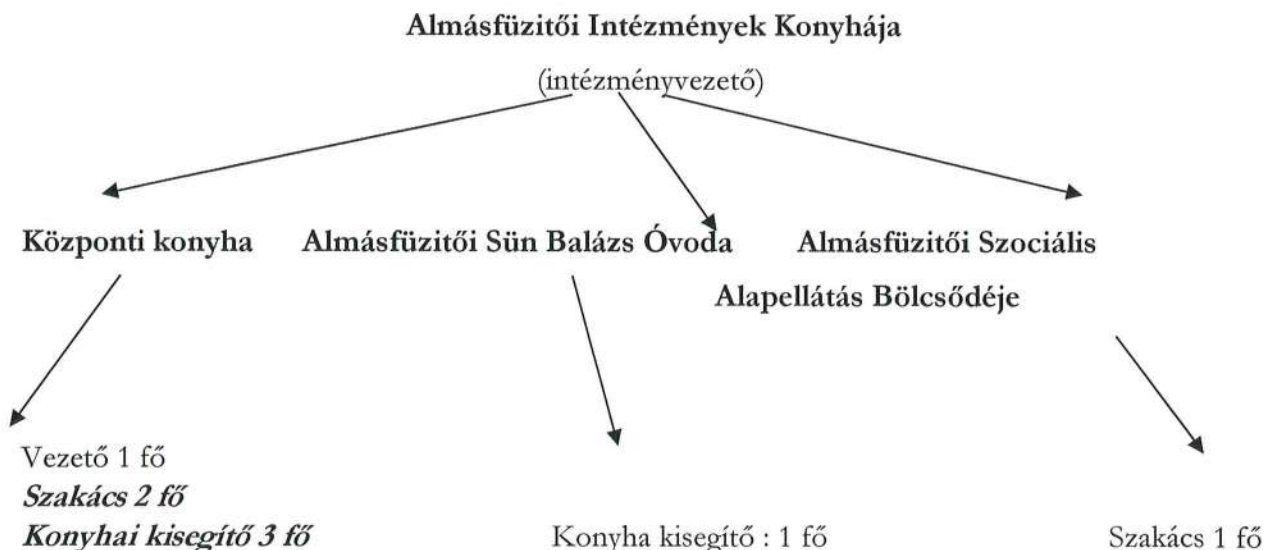 Almásfüzitői Intézmények Konyhája
(intézményvezető)
Központi konyha
Almásfüzitői Sün Balázs Óvoda
Almásfüzitői Szociális
Alapellátás Bölcsődéje
Vezető 1 fő
Szakács 2 fő
Konyhai kisegítő 3 fő
Konyha kisegítő : 1 fő
Szakács 1 fő